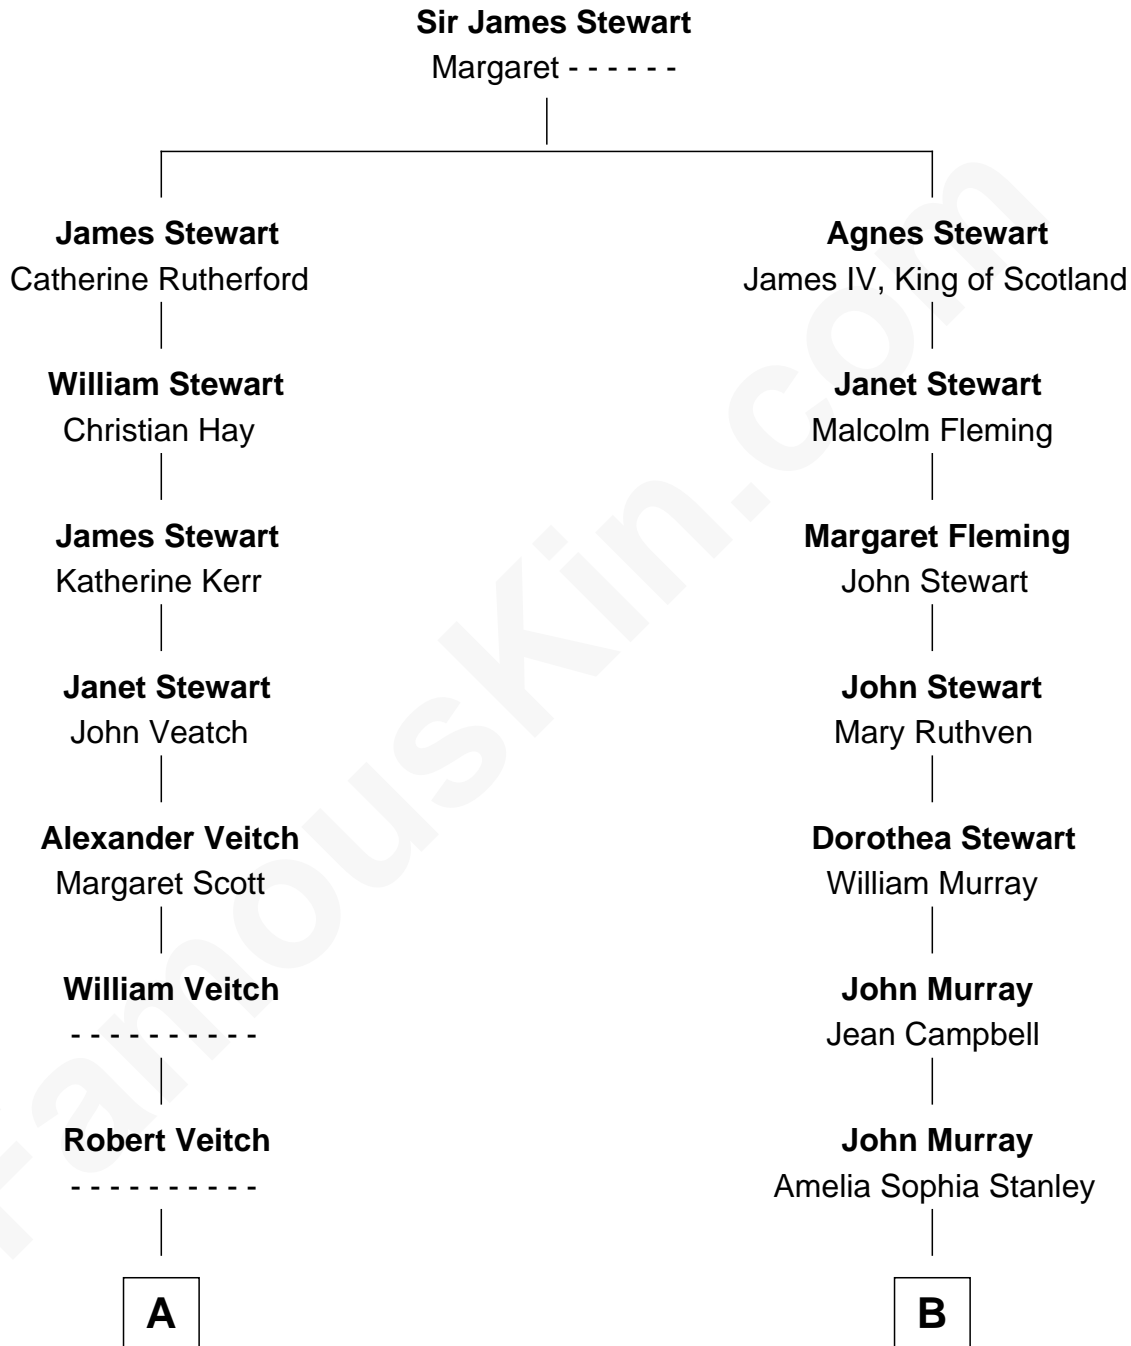 Sir James Stewart
Margaret - - - - - -
James Stewart
Catherine Rutherford
Agnes Stewart
James IV, King of Scotland
William Stewart
Christian Hay
Janet Stewart
Malcolm Fleming
James Stewart
Katherine Kerr
Margaret Fleming
John Stewart
Janet Stewart
John Veatch
John Stewart
Mary Ruthven
Alexander Veitch
Margaret Scott
Dorothea Stewart
William Murray
William Veitch
- - - - - - - - - -
John Murray
Jean Campbell
Robert Veitch
- - - - - - - - - -
John Murray
Amelia Sophia Stanley
A
B
FamousKin.com